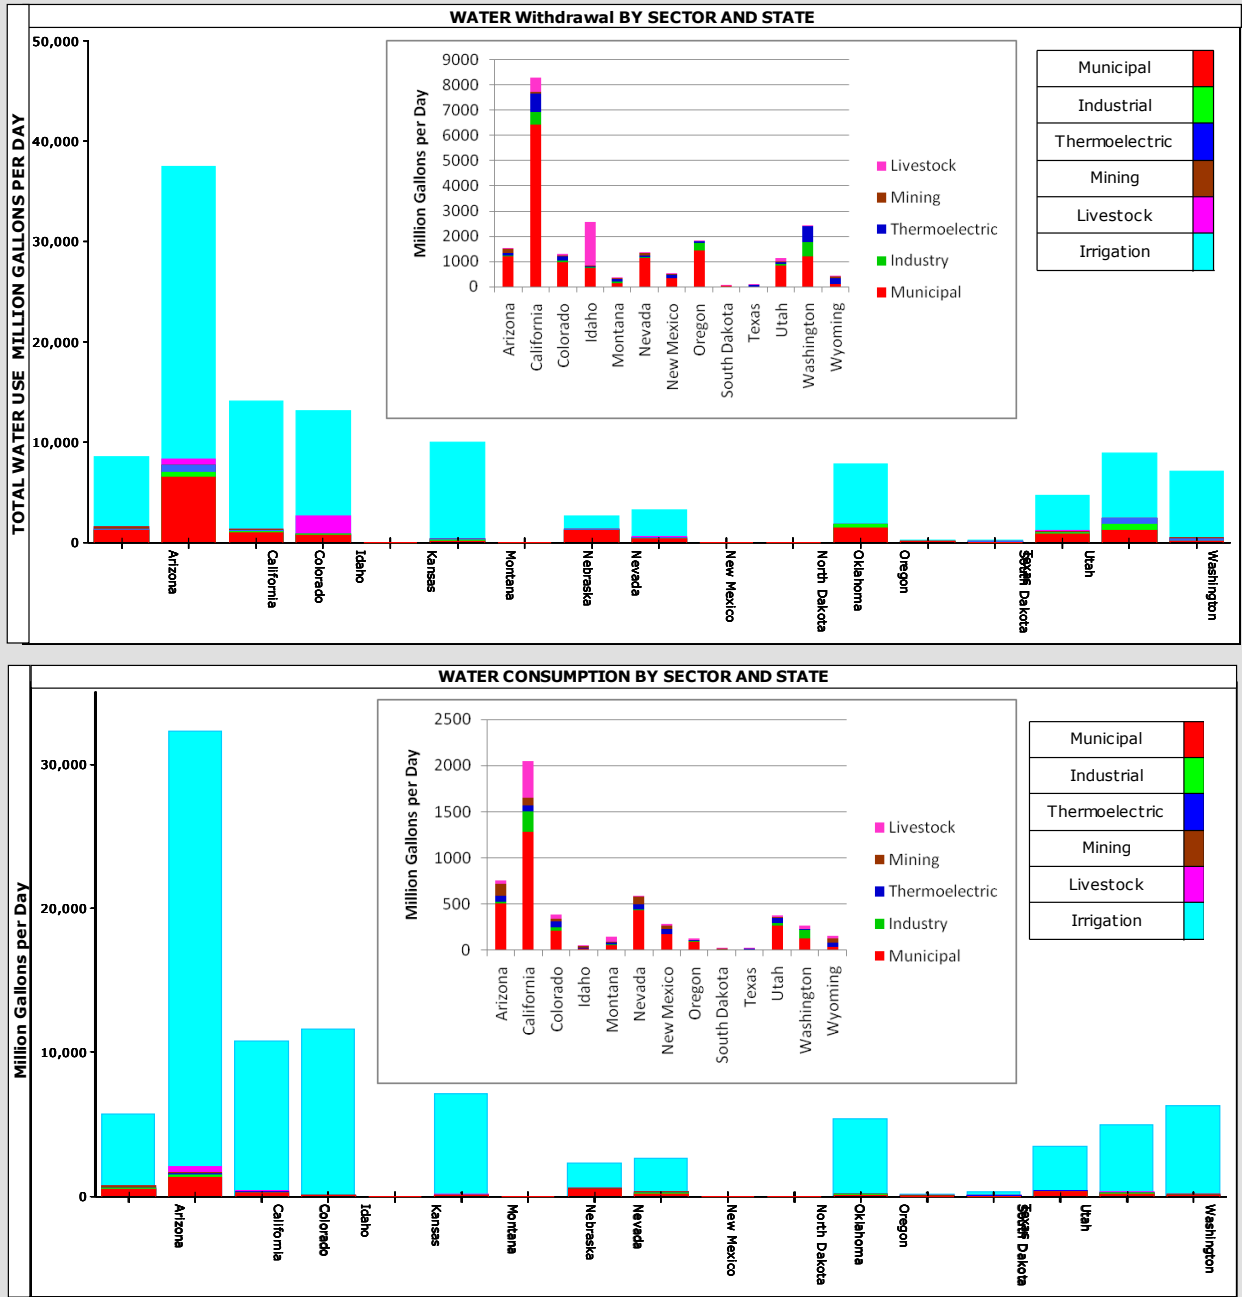 WATER Withdrawal BY SECTOR AND STATE
TOTAL WATER USE MILLION GALLONS PER DAY
50,000
40,000
30,000
20,000
10,000
0
Million Gallons per Day
9000
8000
7000
6000
5000
4000
3000
2000
1000
0
Arizona
California
Colorado
Idaho
Montana
Nevada
New Mexico
Oregon
South Dakota
Texas
Utah
Washington
Wyoming
Livestock
Mining
Thermoelectric
Industry
Municipal
Municipal
Industrial
Thermoelectric
Mining
Livestock
Irrigation
Arizona
California
Colorado
Idaho
Kansas
Montana
Nebraska
Nevada
New Mexico
North Dakota
Oklahoma
Oregon
South Dakota
Texas
Utah
Washington
WATER CONSUMPTION BY SECTOR AND STATE
Million Gallons per Day
30,000
20,000
10,000
0
Million Gallons per Day
2500
2000
1500
1000
500
0
Arizona
California
Colorado
Idaho
Montana
Nevada
New Mexico
Oregon
South Dakota
Texas
Utah
Washington
Wyoming
Livestock
Mining
Thermoelectric
Industry
Municipal
Municipal
Industrial
Thermoelectric
Mining
Livestock
Irrigation
Arizona
California
Colorado
Idaho
Kansas
Montana
Nebraska
Nevada
New Mexico
North Dakota
Oklahoma
Oregon
South Dakota
Texas
Utah
Washington